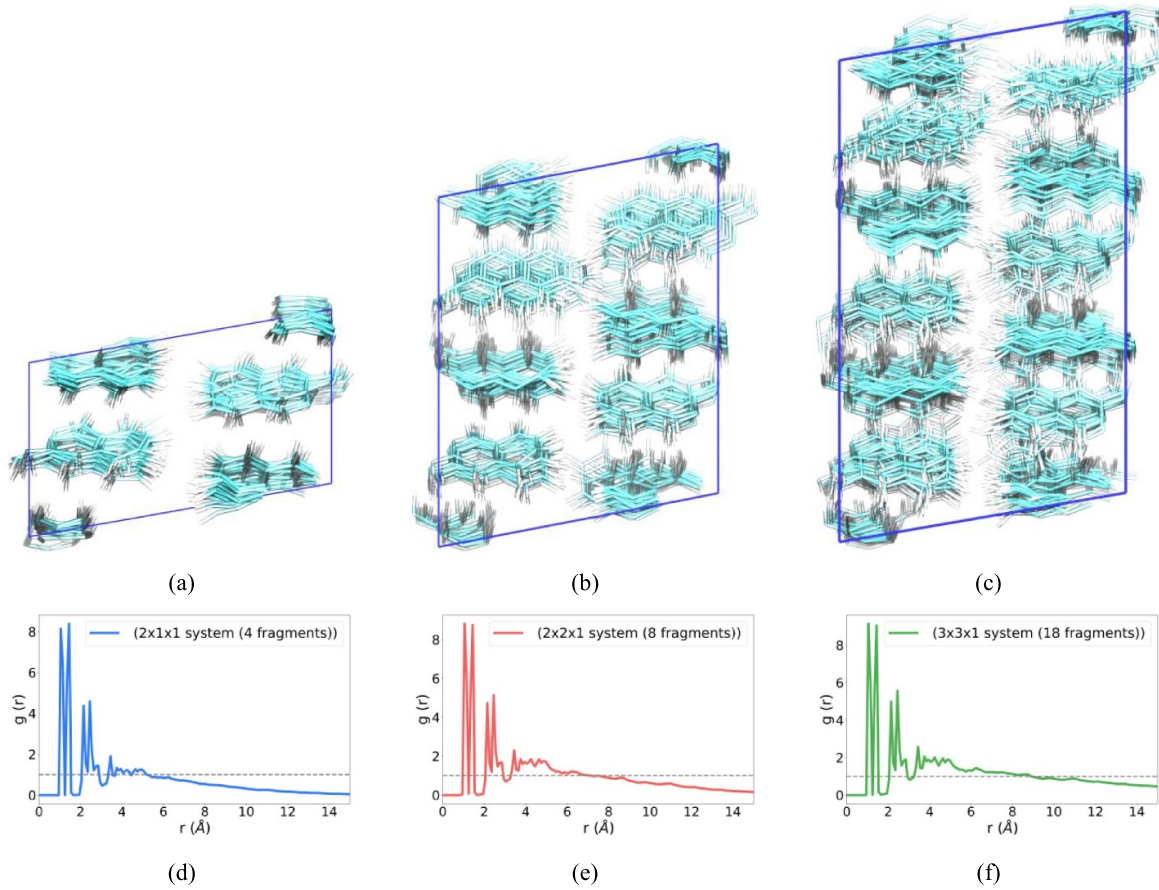 (a)
(b)
(c)
8
6
4
2
0
g (r)
(2x1x1 system (4 fragments))
0 2 4 6 8 10 12 14
r (Å)
8
6
4
2
0
g (r)
(2x2x1 system (8 fragments))
0 2 4 6 8 10 12 14
r (Å)
8
6
4
2
0
g (r)
(3x3x1 system (18 fragments))
0 2 4 6 8 10 12 14
r (Å)
(d)
(e)
(f)